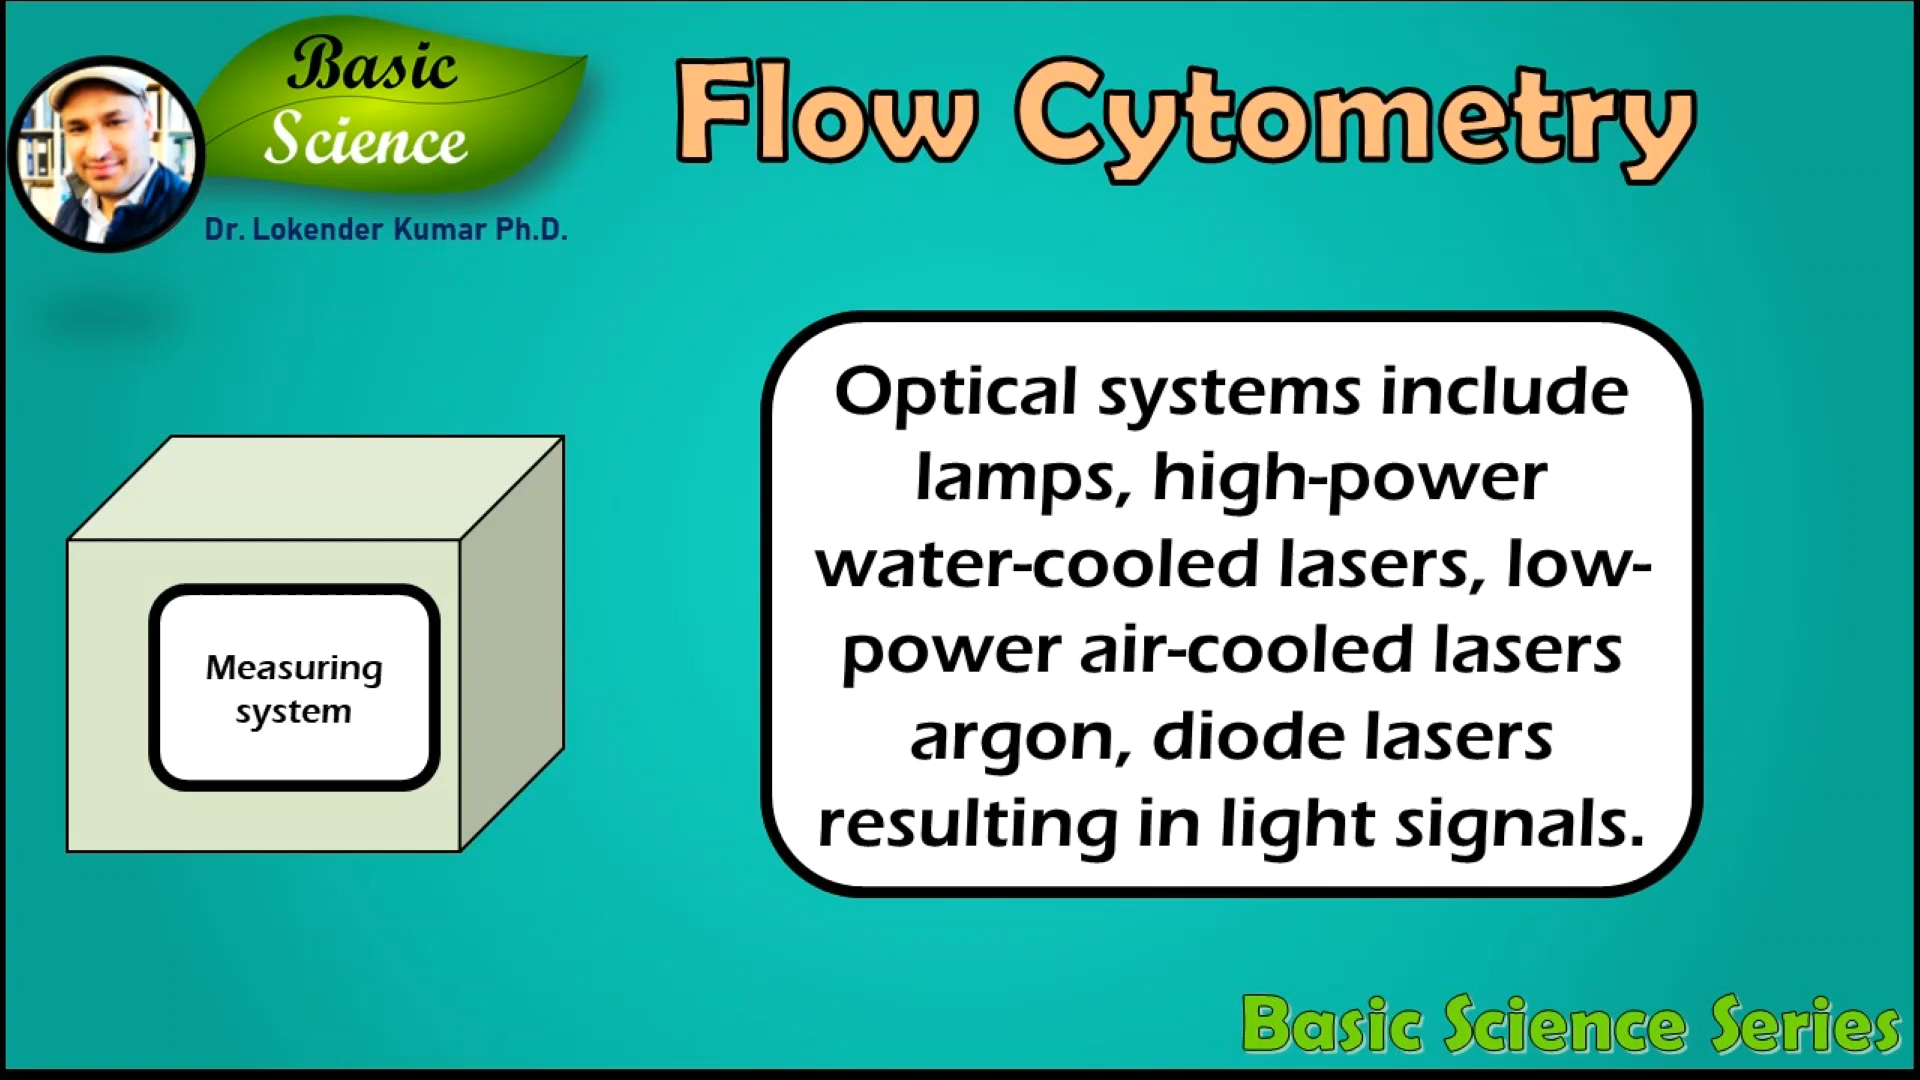 Basic
Science
Dr. Lokender Kumar Ph.D.
Flow Cytometry
Measuring
system
Optical systems include
lamps, high-power
water-cooled lasers, low-
power air-cooled lasers
argon, diode lasers
resulting in light signals.
Basic Science Series